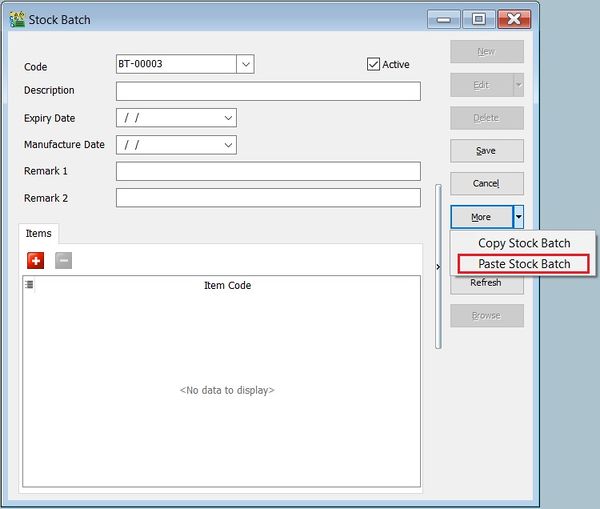 Stock Batch
Code
BT-00003
Active
Description
Expiry Date
/ /
Manufacture Date
/ /
Remark 1
Remark 2
Items
Item Code
<No data to display>
New
Edit
Delete
Save
Cancel
More
Copy Stock Batch
Paste Stock Batch
Refresh
Browse